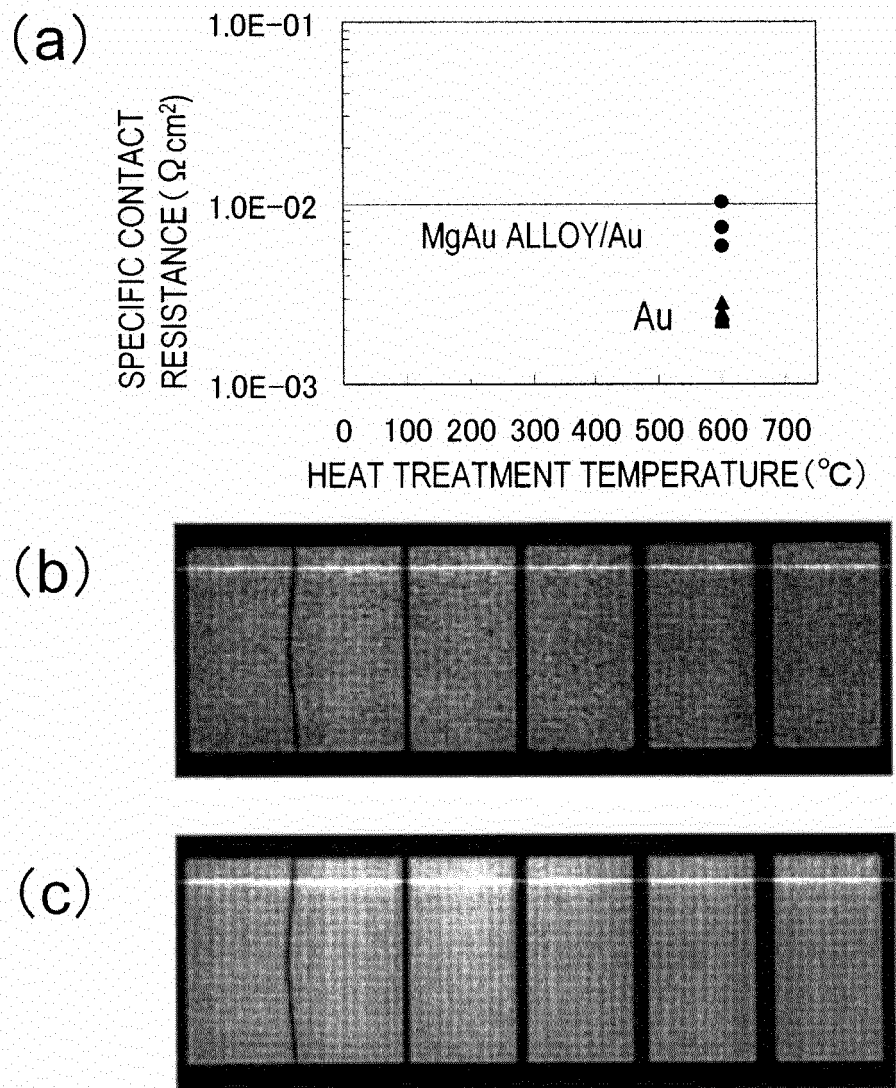 (a)
SPECIFIC CONTACT
RESISTANCE(Ωcm²)
1.0E-01
1.0E-02
1.0E-03
MgAu ALLOY/Au
Au
0 100 200 300 400 500 600 700
HEAT TREATMENT TEMPERATURE(℃)
(b)
(c)